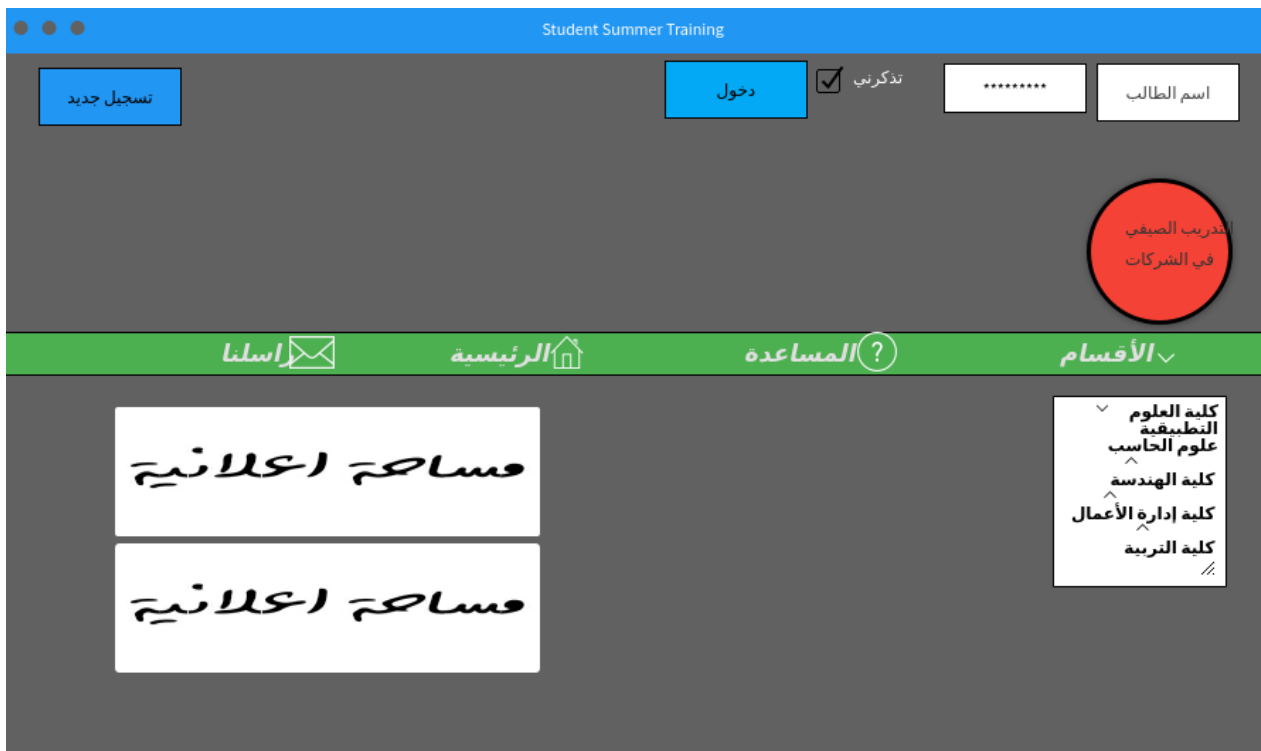 Student Summer Training
اسم الطالب
*********
تذكرني
دخول
تسجيل جديد
التدريب الصيفي
في الشركات
الأقسام
المساعدة
?
الرئيسية
راسلنا
كلية العلوم
التطبيقية
علوم الحاسب
كلية الهندسة
كلية إدارة الأعمال
كلية التربية
مساحة اعلانية
مساحة اعلانية